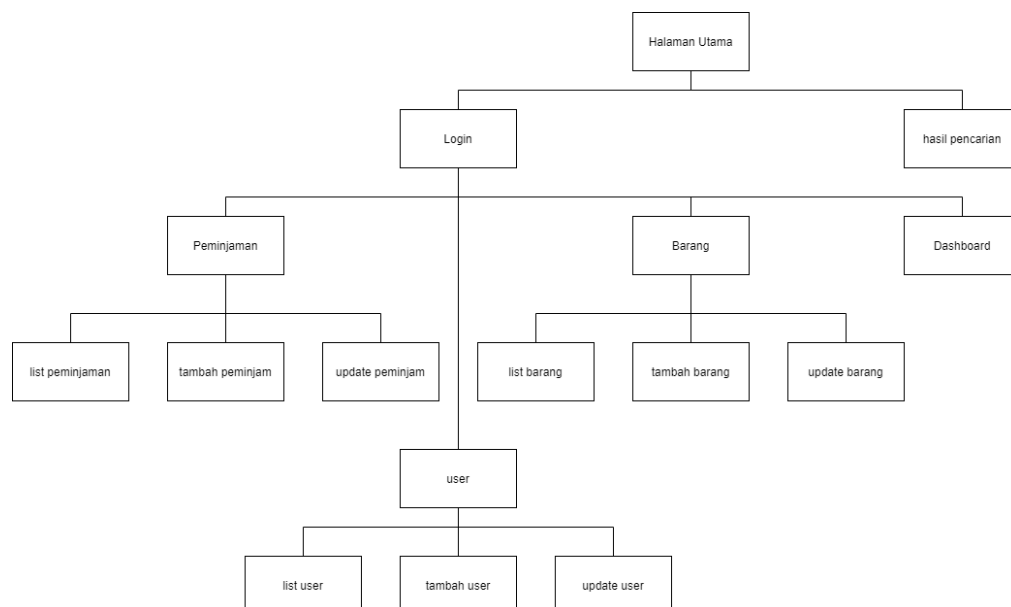 Halaman Utama
Login
hasil pencarian
Peminjaman
Barang
Dashboard
list peminjaman
tambah peminjam
update peminjam
list barang
tambah barang
update barang
user
list user
tambah user
update user